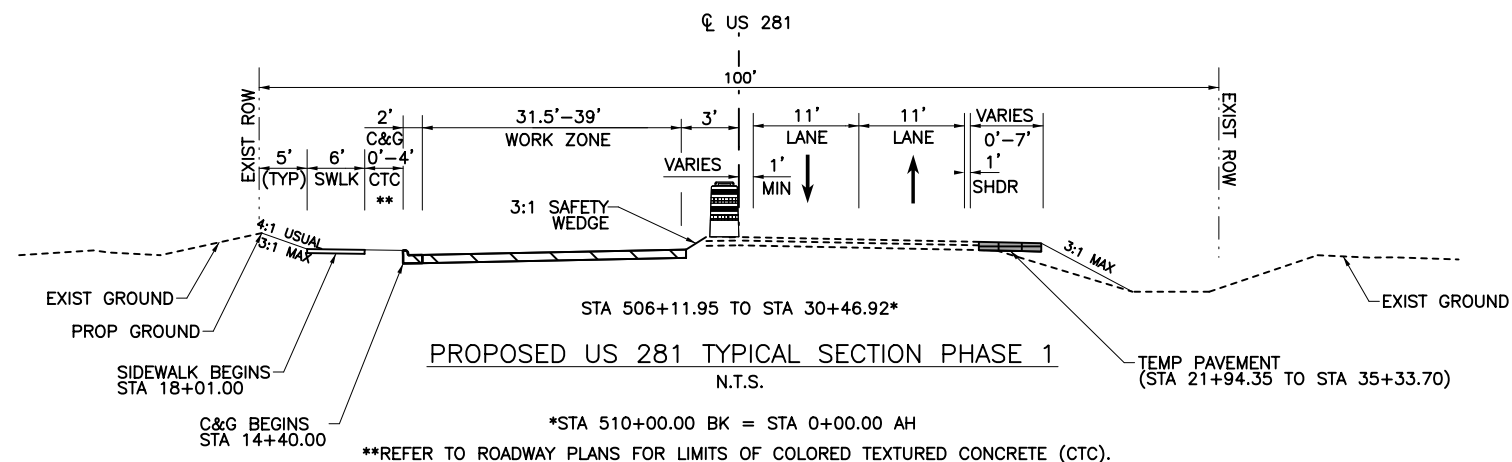 ℄ US 281
100'
EXIST ROW
EXIST ROW
2'
C&G
31.5'-39'
WORK ZONE
3'
11'
LANE
11'
LANE
VARIES
0'-7'
5'
(TYP)
6'
SWLK
0'-4'
CTC
**
VARIES
1'
MIN
1'
SHDR
3:1 SAFETY
WEDGE
4:1 USUAL
3:1 MAX
3:1 MAX
EXIST GROUND
PROP GROUND
EXIST GROUND
SIDEWALK BEGINS
STA 18+01.00
C&G BEGINS
STA 14+40.00
TEMP PAVEMENT
(STA 21+94.35 TO STA 35+33.70)
STA 506+11.95 TO STA 30+46.92*
PROPOSED US 281 TYPICAL SECTION PHASE 1
N.T.S.
*STA 510+00.00 BK = STA 0+00.00 AH
**REFER TO ROADWAY PLANS FOR LIMITS OF COLORED TEXTURED CONCRETE (CTC).